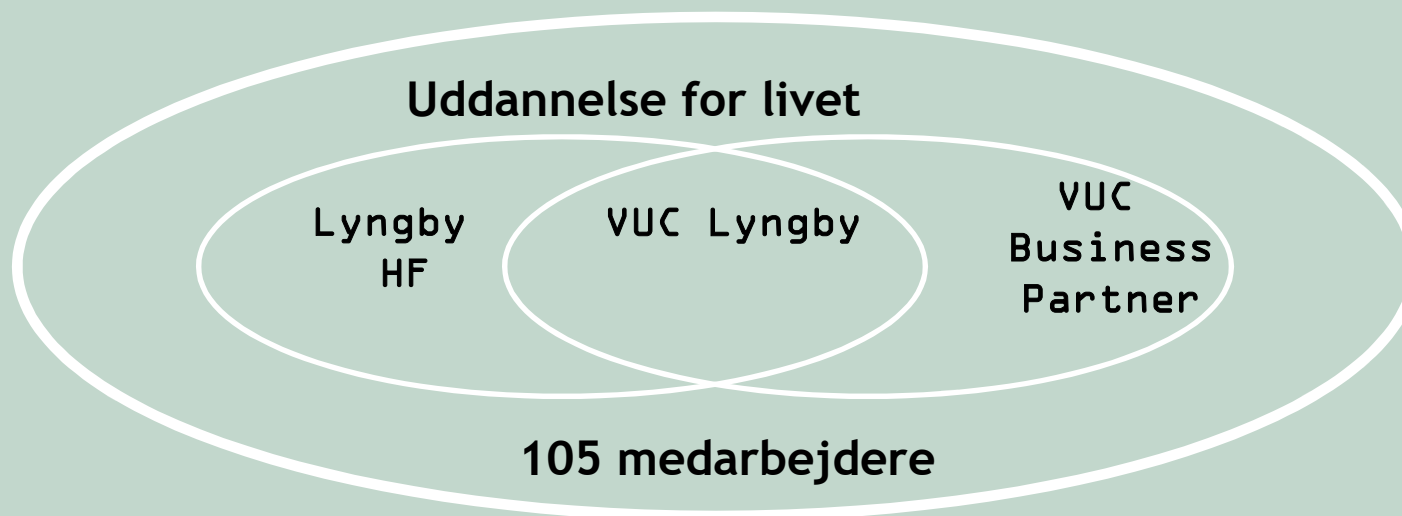 Uddannelse for livet
Lyngby
HF
VUC Lyngby
VUC
Business
Partner
105 medarbejdere